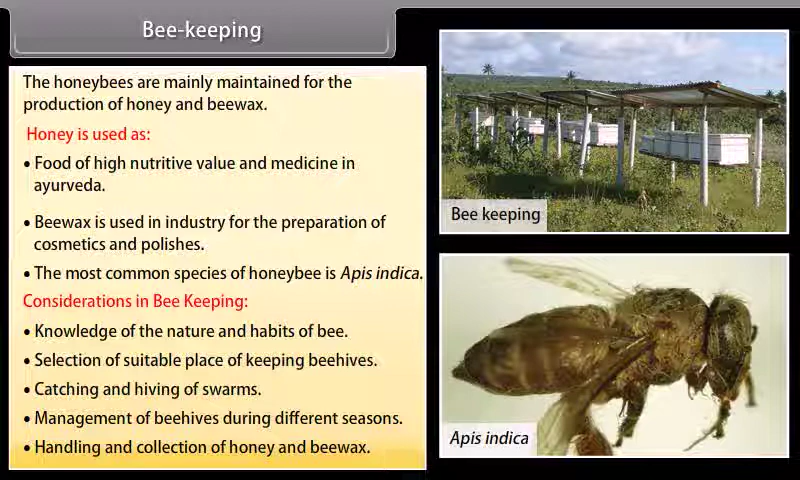 Bee-keeping
The honeybees are mainly maintained for the
production of honey and beewax.
Honey is used as:
• Food of high nutritive value and medicine in
ayurveda.
• Beewax is used in industry for the preparation of
cosmetics and polishes.
• The most common species of honeybee is Apis indica.
Considerations in Bee Keeping:
• Knowledge of the nature and habits of bee.
• Selection of suitable place of keeping beehives.
• Catching and hiving of swarms.
• Management of beehives during different seasons.
• Handling and collection of honey and beewax.
Bee keeping
Apis indica